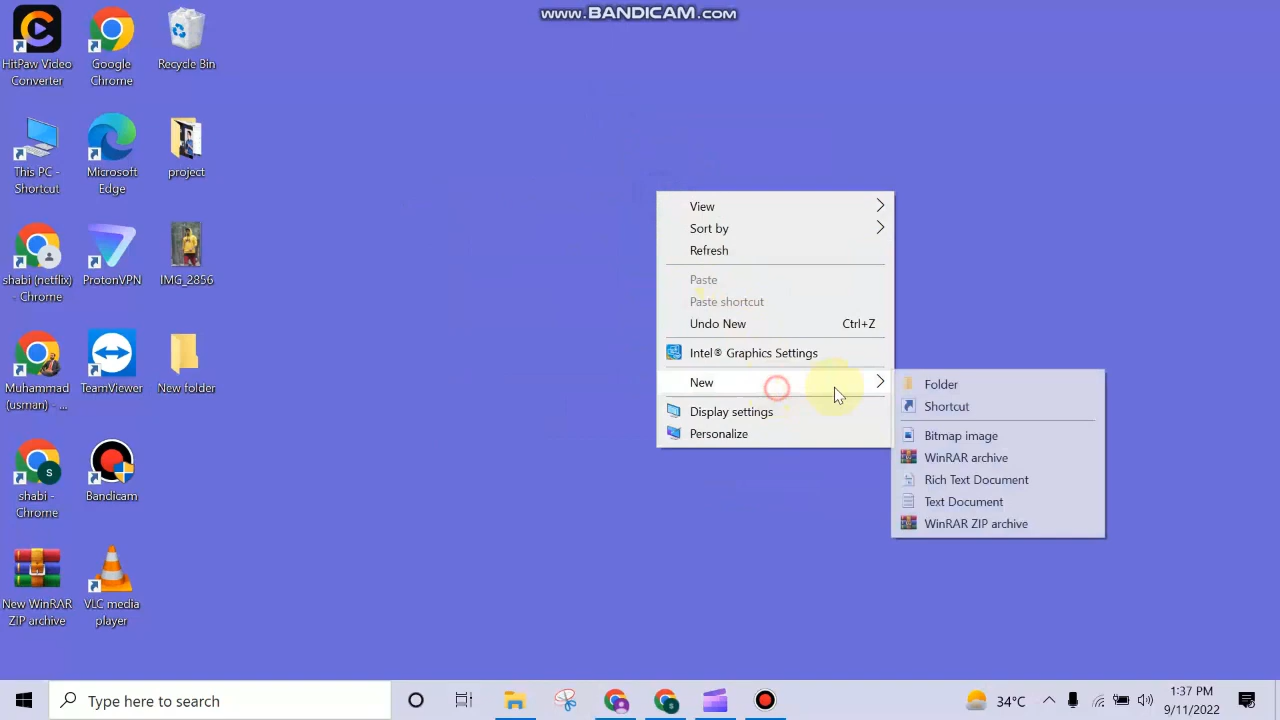 www.BANDICAM.com
HitPaw Video
Converter
Google
Chrome
Recycle Bin
This PC -
Shortcut
Microsoft
Edge
project
shabi (netflix)
- Chrome
ProtonVPN
IMG_2856
Muhammad
(usman) - ...
TeamViewer
New folder
shabi -
Chrome
Bandicam
New WinRAR
ZIP archive
VLC media
player
View
Sort by
Refresh
Paste
Paste shortcut
Undo New Ctrl+Z
Intel® Graphics Settings
New
Display settings
Personalize
Folder
Shortcut
Bitmap image
WinRAR archive
Rich Text Document
Text Document
WinRAR ZIP archive
Type here to search
S
S
34°C
1:37 PM
9/11/2022